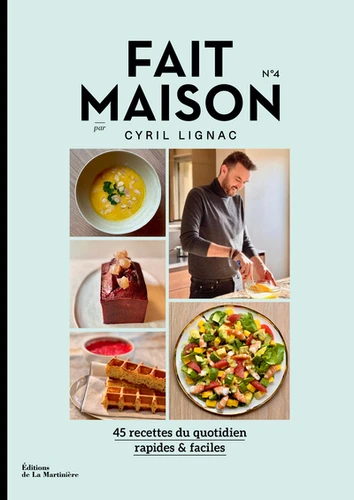 FAIT
N°4
MAISON
par
CYRIL LIGNAC
45 recettes du quotidien
rapides & faciles
Éditions
de La Martinière